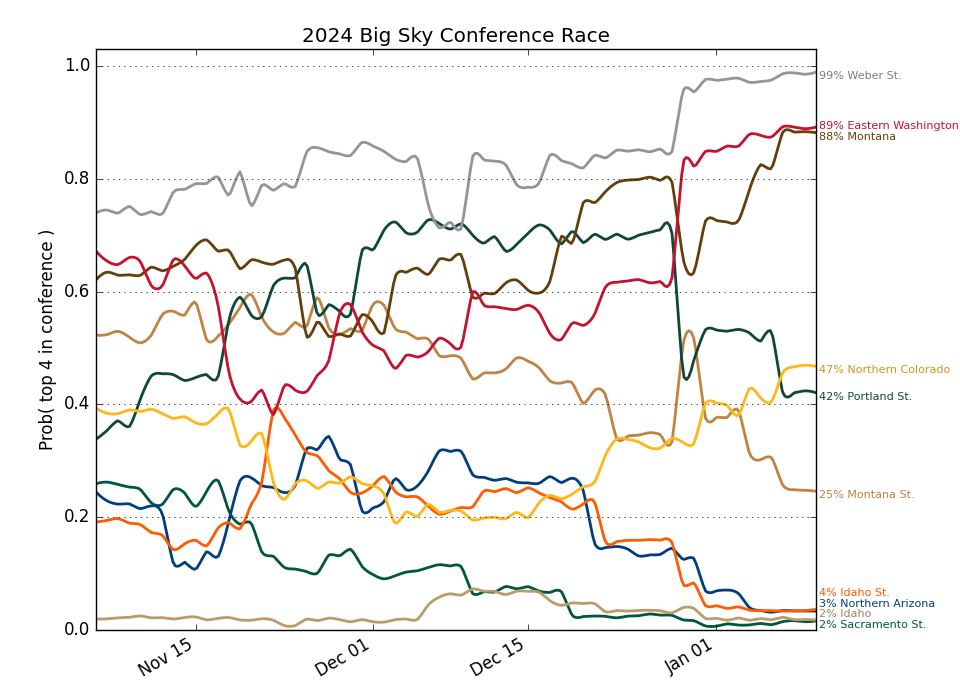 2024 Big Sky Conference Race
Prob( top 4 in conference )
1.0
0.8
0.6
0.4
0.2
0.0
Nov 15
Dec 01
Dec 15
Jan 01
99% Weber St.
89% Eastern Washington
88% Montana
47% Northern Colorado
42% Portland St.
25% Montana St.
4% Idaho St.
3% Northern Arizona
2% Idaho
2% Sacramento St.